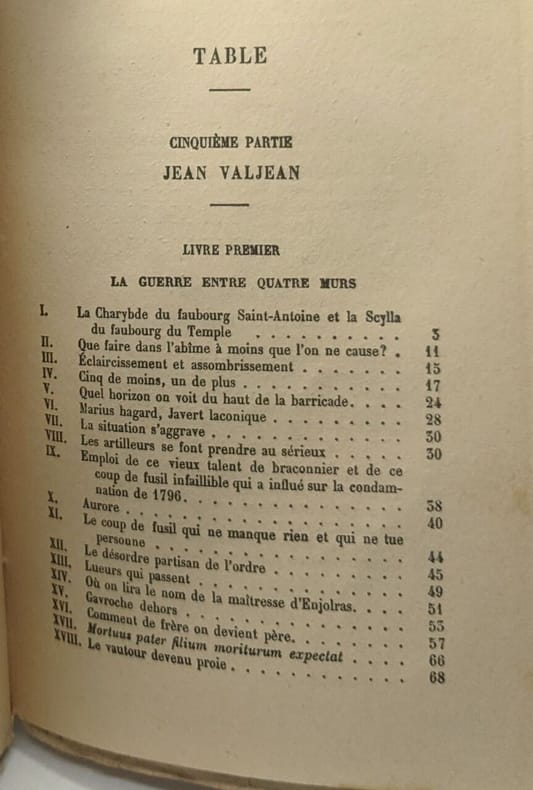 TABLE
CINQUIÈME PARTIE
JEAN VALJEAN
LIVRE PREMIER
LA GUERRE ENTRE QUATRE MURS
I. La Charybde du faubourg Saint-Antoine et la Scylla
du faubourg du Temple . . . . . . . . . 3
II. Que faire dans l'abîme à moins que l'on ne cause? . 11
III. Éclaircissement et assombrissement . . . . . . . 15
IV. Cinq de moins, un de plus . . . . . . . . . . 17
V. Quel horizon on voit du haut de la barricade. . . . 24
VI. Marius hagard, Javert laconique . . . . . . . . 28
VII. La situation s'aggrave . . . . . . . . . . . . 30
VIII. Les artilleurs se font prendre au sérieux . . . . . 30
IX. Emploi de ce vieux talent de braconnier et de ce
coup de fusil infaillible qui a influé sur la condam-
nation de 1796. . . . . . . . . . . . . 38
X. Aurore . . . . . . . . . . . . . . . . 40
XI. Le coup de fusil qui ne manque rien et qui ne tue
personne . . . . . . . . . . . . . . 44
XII. Le désordre partisan de l'ordre . . . . . . . . 45
XIII. Lueurs qui passent . . . . . . . . . . . . 49
XIV. Où on lira le nom de la maîtresse d'Enjolras. . . . 51
XV. Gavroche dehors . . . . . . . . . . . . . 53
XVI. Comment de frère on devient père. . . . . . . . 57
XVII. Mortuus pater filium moriturum expectat . . . . . 66
XVIII. Le vautour devenu proie . . . . . . . . . . 68